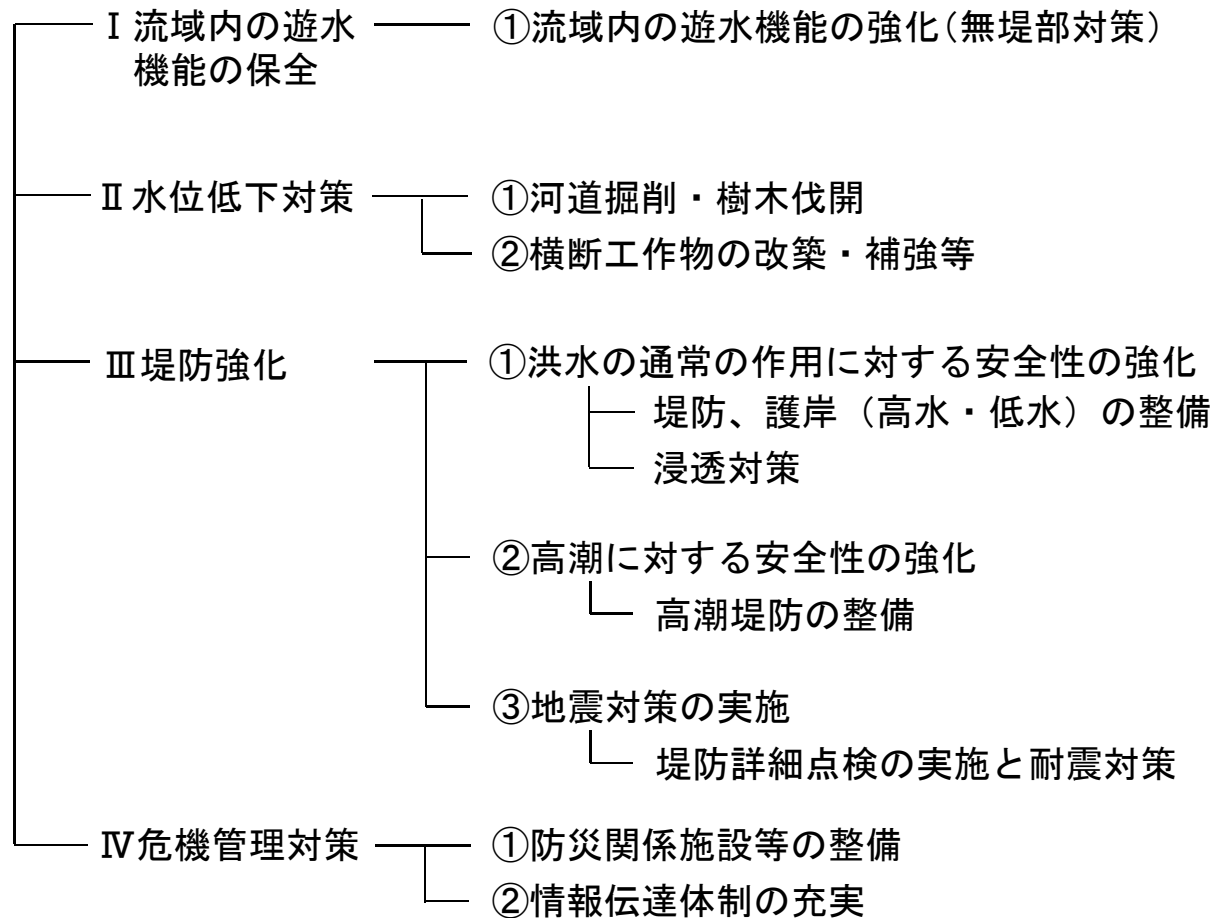 Ⅰ流域内の遊水機能の保全
①流域内の遊水機能の強化（無堤部対策）
Ⅱ水位低下対策
①河道掘削・樹木伐開
②横断工作物の改築・補強等
Ⅲ堤防強化
①洪水の通常の作用に対する安全性の強化
堤防、護岸（高水・低水）の整備
浸透対策
②高潮に対する安全性の強化
高潮堤防の整備
③地震対策の実施
堤防詳細点検の実施と耐震対策
Ⅳ危機管理対策
①防災関係施設等の整備
②情報伝達体制の充実